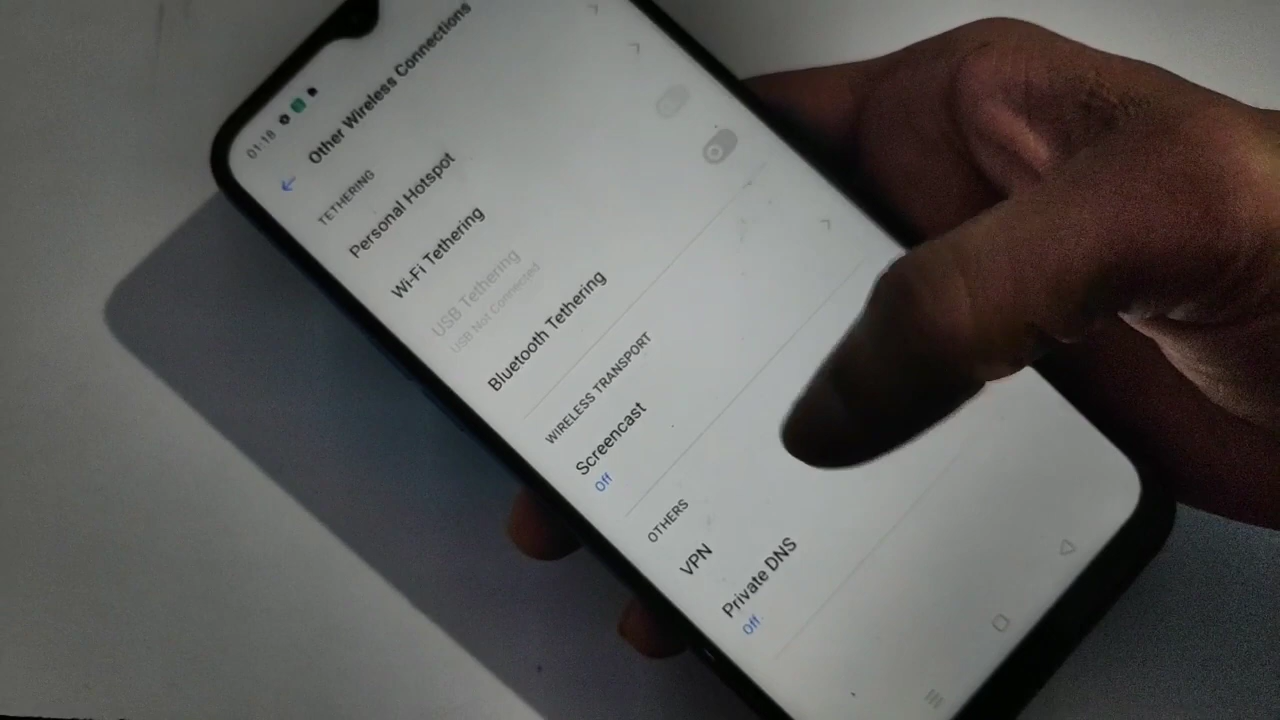 01:18
Other Wireless Connections
TETHERING
Personal Hotspot
Wi-Fi Tethering
USB Tethering
USB Not Connected
Bluetooth Tethering
WIRELESS TRANSPORT
Screencast
Off
OTHERS
VPN
Private DNS
Off